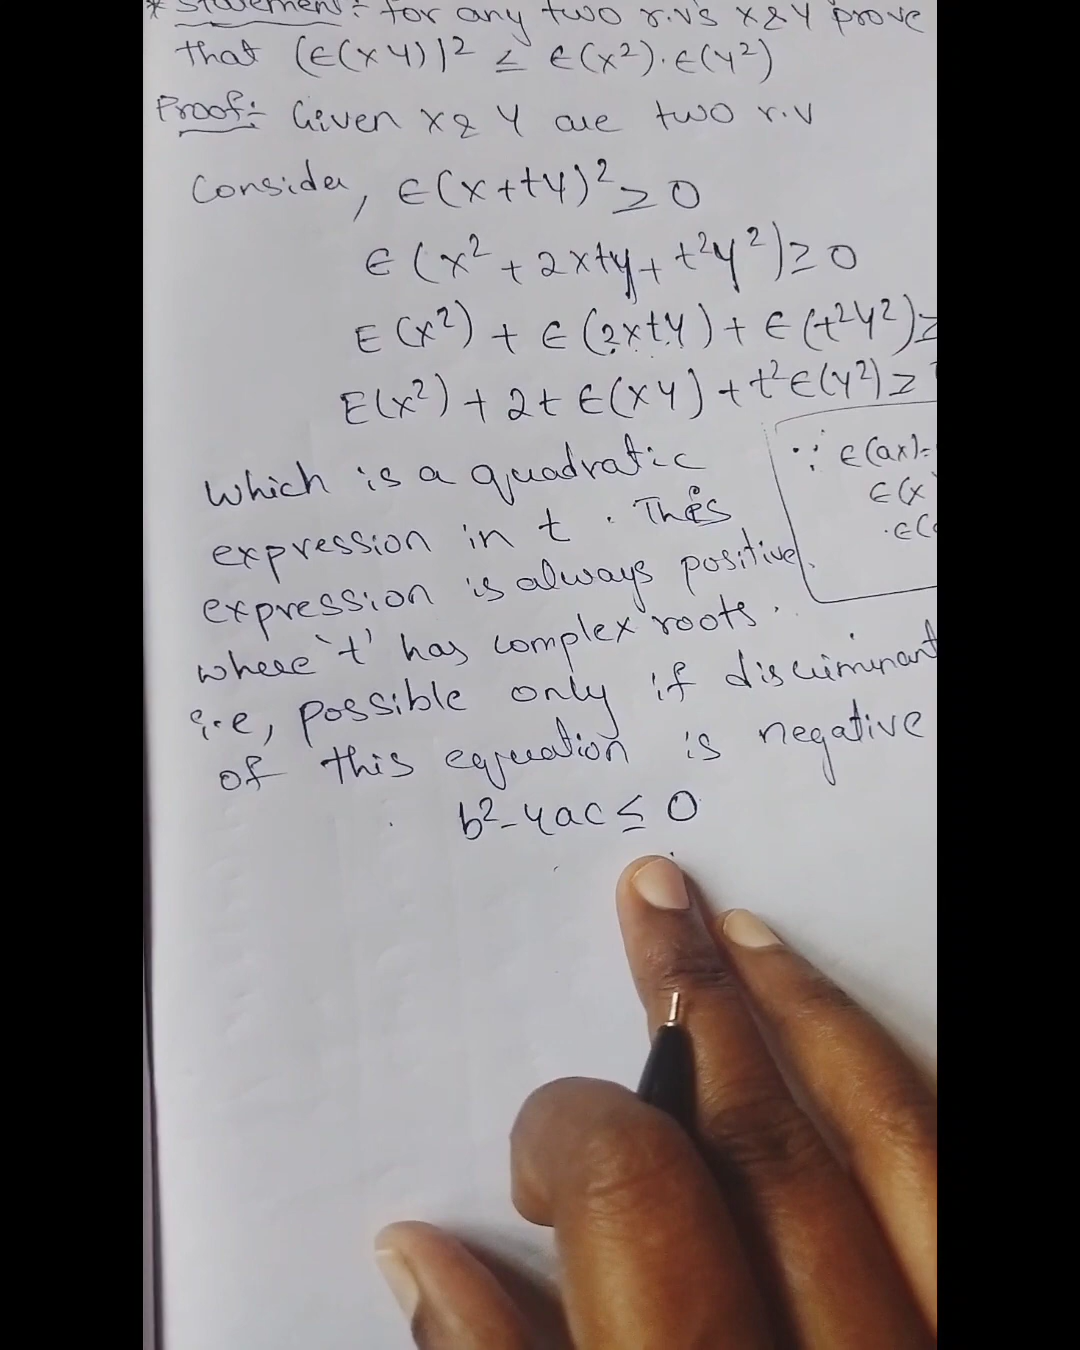 * Statement:- for any two r.v's x & y prove
that (E(xy))² ≤ E(x²).E(y²)
Proof:- Given x & y are two r.v
Consider, E(x+ty)² ≥ 0
E(x² + 2xty + t²y²) ≥ 0
E(x²) + E(2xty) + E(t²y²) ≥
E(x²) + 2t E(xy) + t²E(y²) ≥
∵ E(ax)=
E(x
.E(
which is a quadratic
expression in t. This
expression is always positive.
where 't' has complex roots.
i.e, possible only if discriminant
of this equation is negative
b²-4ac ≤ 0